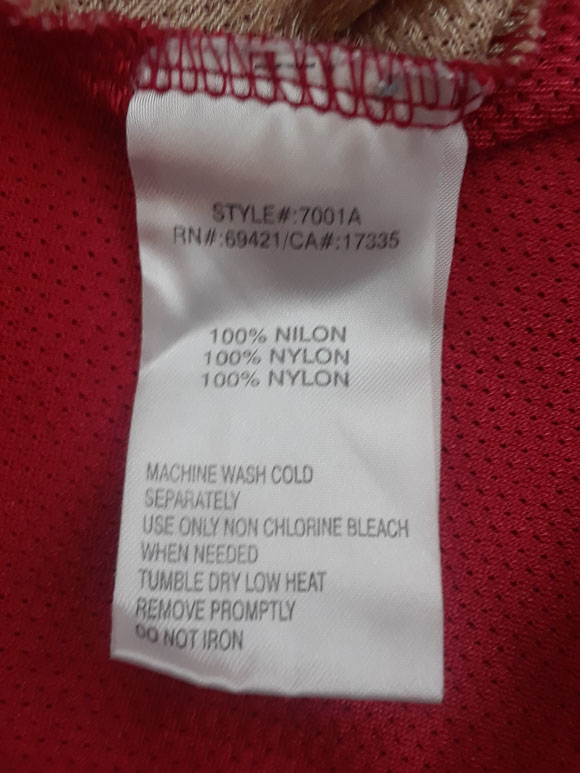 STYLE#:7001A
RN#:69421/CA#:17335
100% NILON
100% NYLON
100% NYLON
MACHINE WASH COLD
SEPARATELY
USE ONLY NON CHLORINE BLEACH
WHEN NEEDED
TUMBLE DRY LOW HEAT
REMOVE PROMPTLY
DO NOT IRON